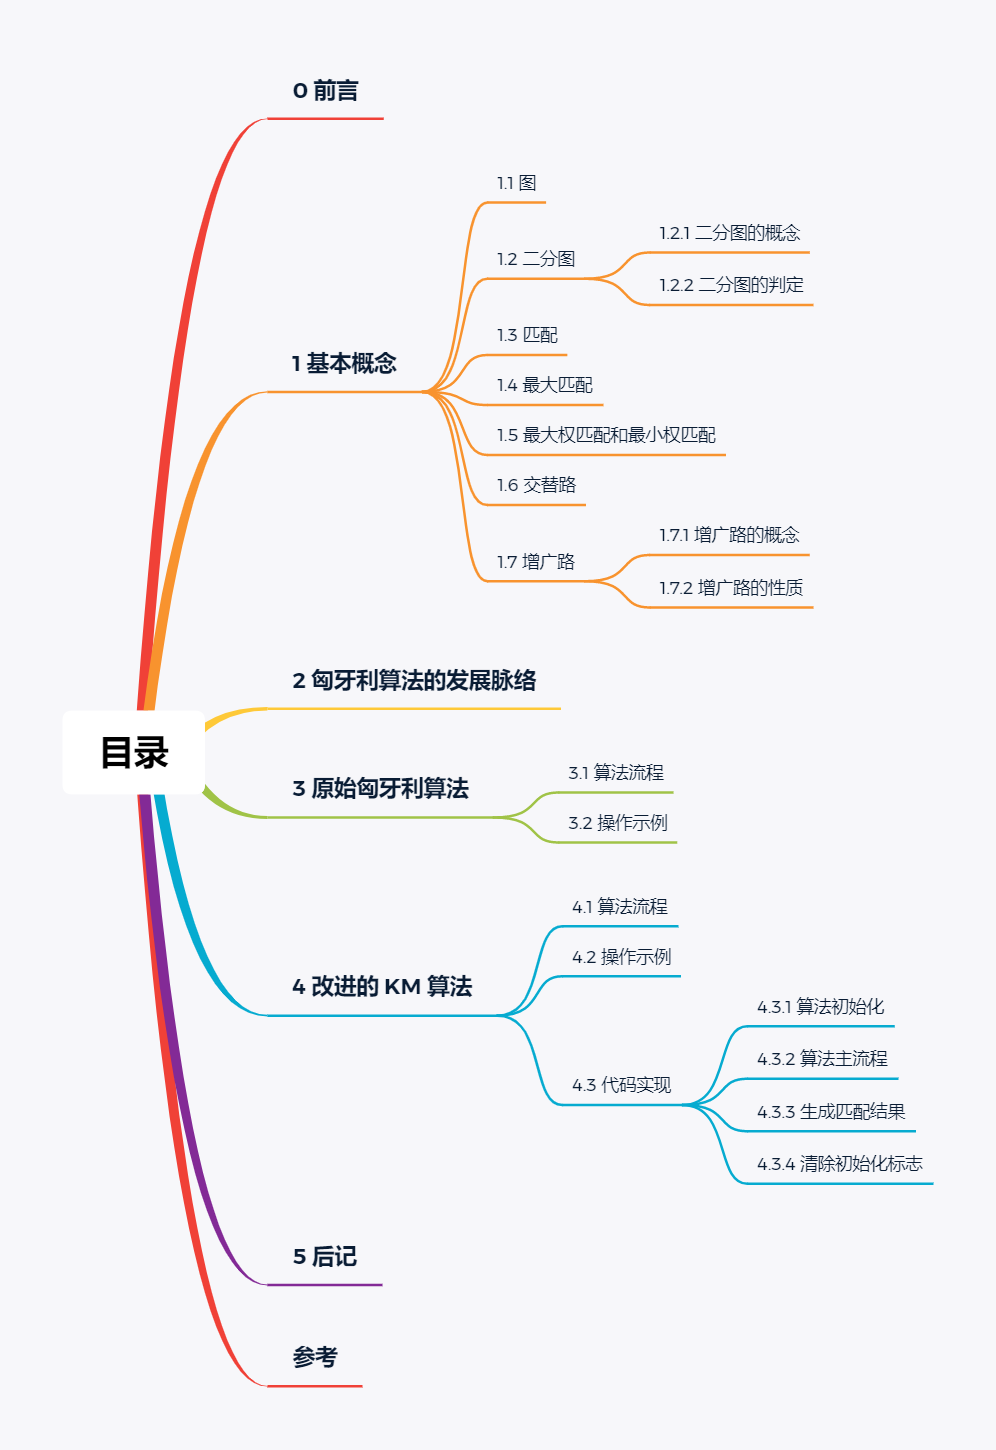 目录
0 前言
1 基本概念
1.1 图
1.2 二分图
1.2.1 二分图的概念
1.2.2 二分图的判定
1.3 匹配
1.4 最大匹配
1.5 最大权匹配和最小权匹配
1.6 交替路
1.7 增广路
1.7.1 增广路的概念
1.7.2 增广路的性质
2 匈牙利算法的发展脉络
3 原始匈牙利算法
3.1 算法流程
3.2 操作示例
4 改进的 KM 算法
4.1 算法流程
4.2 操作示例
4.3 代码实现
4.3.1 算法初始化
4.3.2 算法主流程
4.3.3 生成匹配结果
4.3.4 清除初始化标志
5 后记
参考